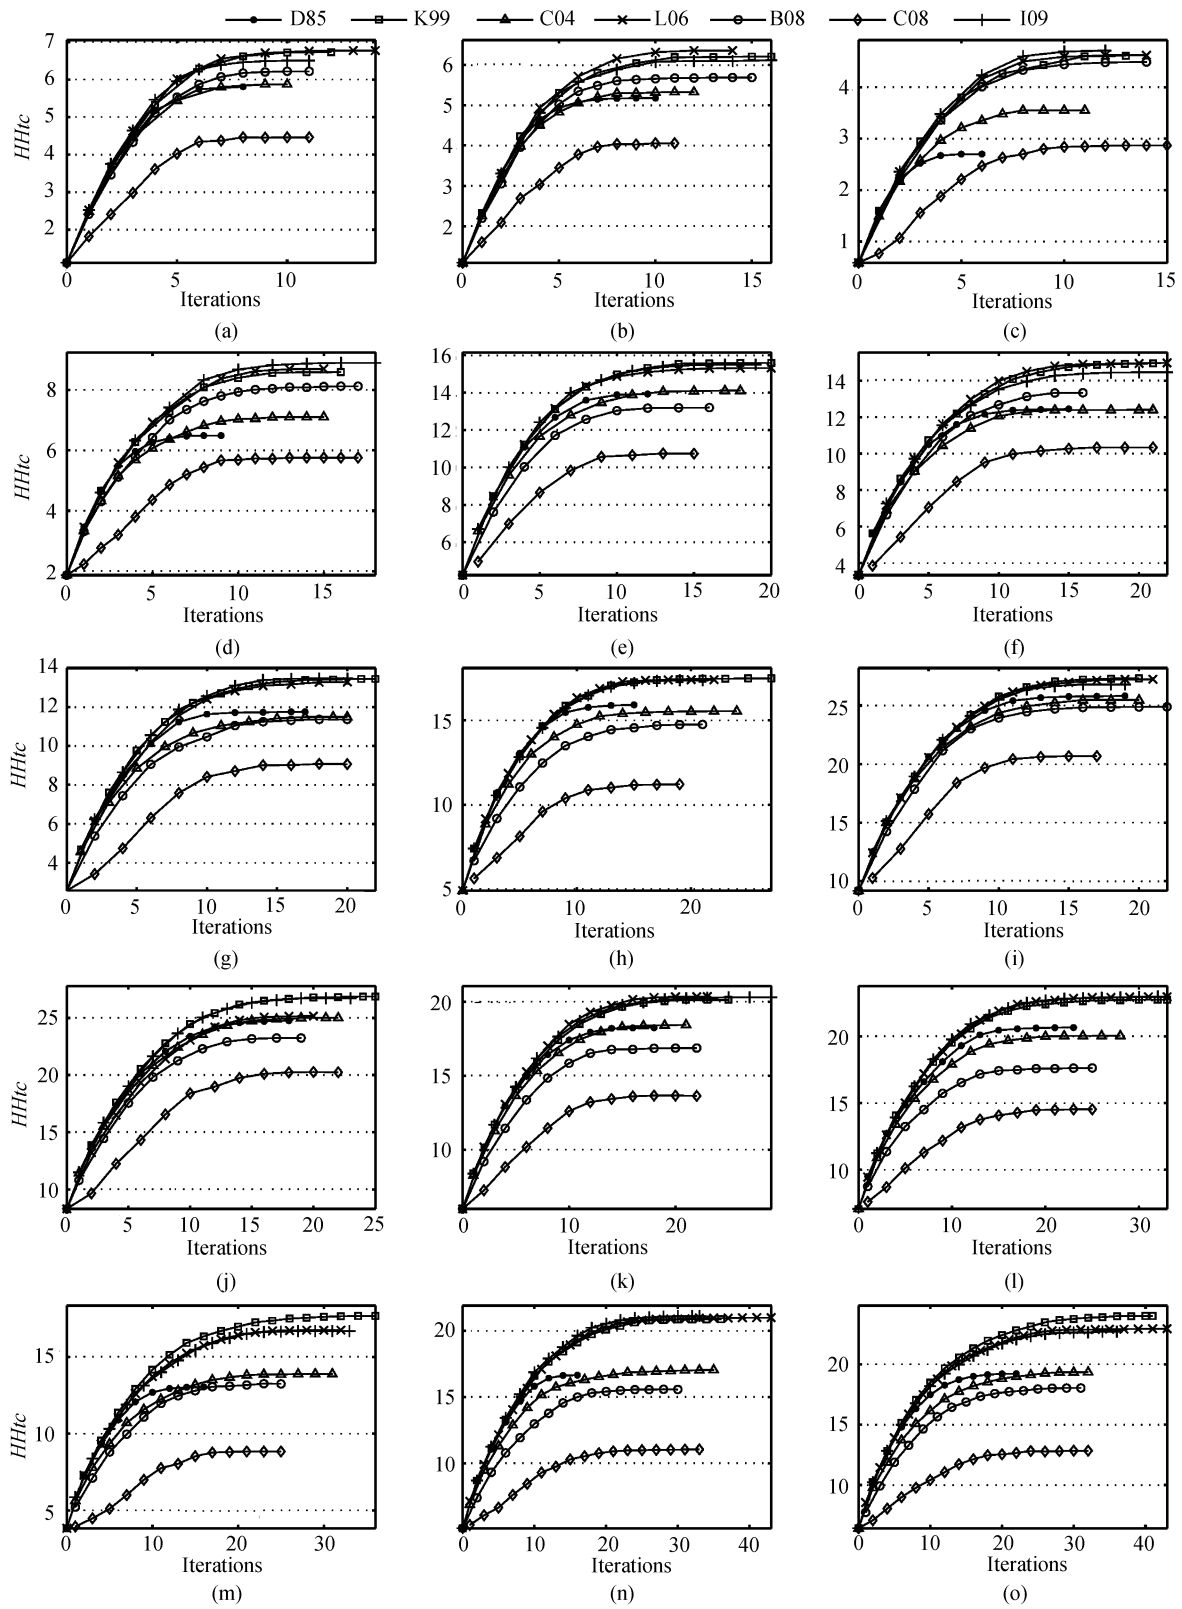 D85 K99 C04 L06 B08 C08 I09
7
6
5
4
3
2
HHtc
0 5 10
Iterations
(a)
6
5
4
3
2
0 5 10 15
Iterations
(b)
4
3
2
1
0 5 10 15
Iterations
(c)
8
6
4
2
HHtc
0 5 10 15
Iterations
(d)
16
14
12
10
8
6
0 5 10 15 20
Iterations
(e)
14
12
10
8
6
4
0 5 10 15 20
Iterations
(f)
14
12
10
8
6
4
HHtc
0 5 10 15 20
Iterations
(g)
15
10
5
0 10 20
Iterations
(h)
25
20
15
10
0 5 10 15 20
Iterations
(i)
25
20
15
10
HHtc
0 5 10 15 20 25
Iterations
(j)
20
15
10
0 10 20
Iterations
(k)
20
15
10
0 10 20 30
Iterations
(l)
15
10
5
HHtc
0 10 20 30
Iterations
(m)
20
15
10
0 10 20 30 40
Iterations
(n)
20
15
10
0 10 20 30 40
Iterations
(o)